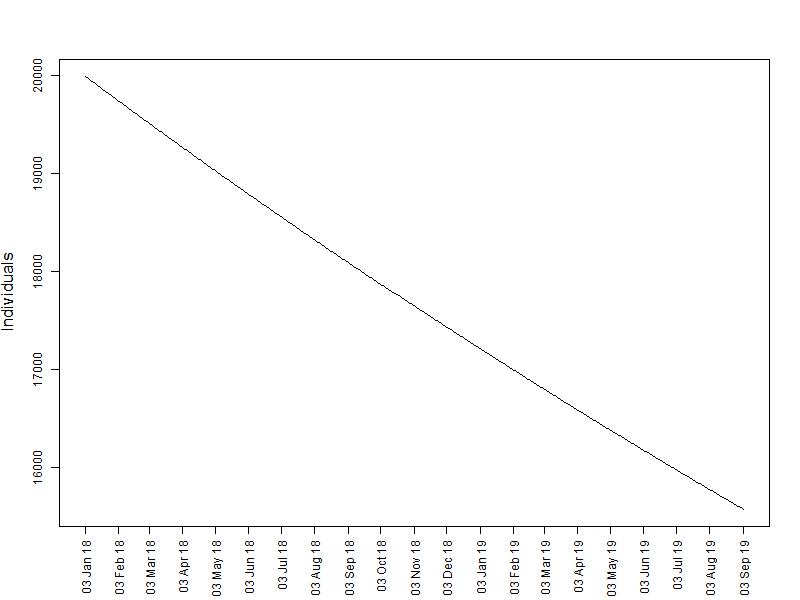 Individuals
20000
19000
18000
17000
16000
03 Jan 18
03 Feb 18
03 Mar 18
03 Apr 18
03 May 18
03 Jun 18
03 Jul 18
03 Aug 18
03 Sep 18
03 Oct 18
03 Nov 18
03 Dec 18
03 Jan 19
03 Feb 19
03 Mar 19
03 Apr 19
03 May 19
03 Jun 19
03 Jul 19
03 Aug 19
03 Sep 19